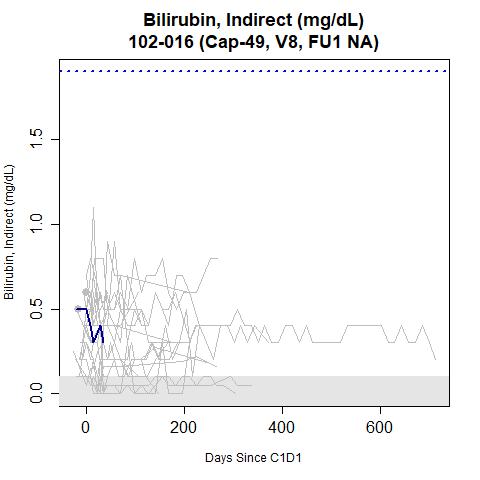 Bilirubin, Indirect (mg/dL)
102-016 (Cap-49, V8, FU1 NA)
Bilirubin, Indirect (mg/dL)
1.5
1.0
0.5
0.0
0 200 400 600
Days Since C1D1